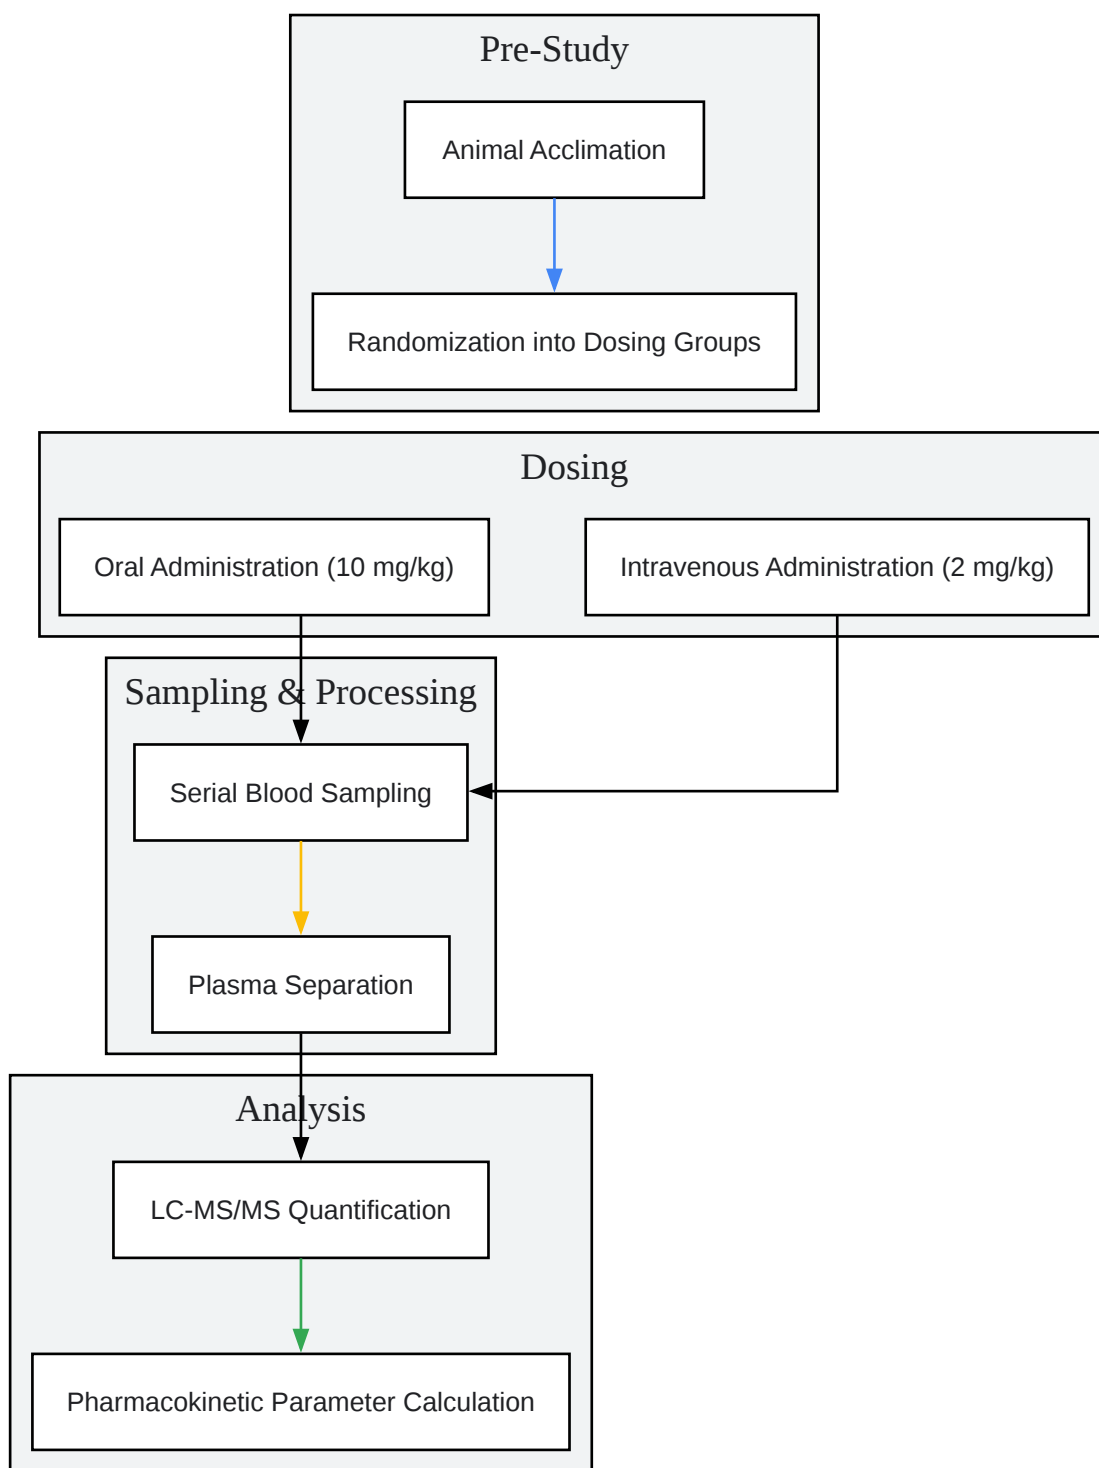 Pre-Study
Animal Acclimation
Randomization into Dosing Groups
Dosing
Oral Administration (10 mg/kg)
Intravenous Administration (2 mg/kg)
Sampling & Processing
Serial Blood Sampling
Plasma Separation
Analysis
LC-MS/MS Quantification
Pharmacokinetic Parameter Calculation